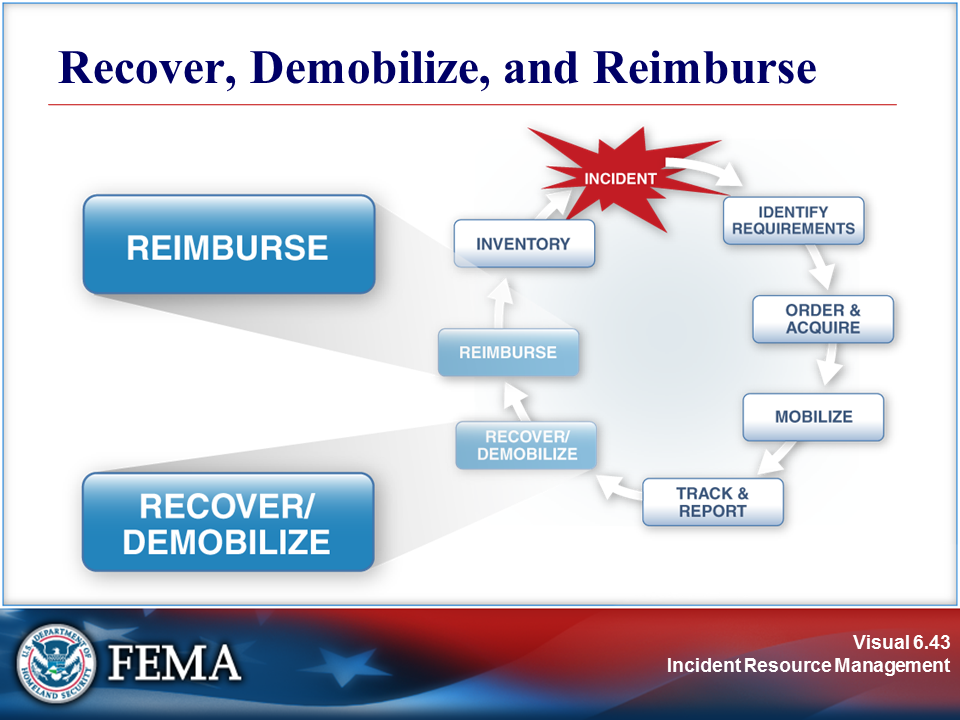 Recover, Demobilize, and Reimburse
REIMBURSE
RECOVER/
DEMOBILIZE
INCIDENT
IDENTIFY
REQUIREMENTS
ORDER &
ACQUIRE
MOBILIZE
TRACK &
REPORT
RECOVER/
DEMOBILIZE
REIMBURSE
INVENTORY
U.S. DEPARTMENT OF
HOMELAND SECURITY
FEMA
Visual 6.43
Incident Resource Management